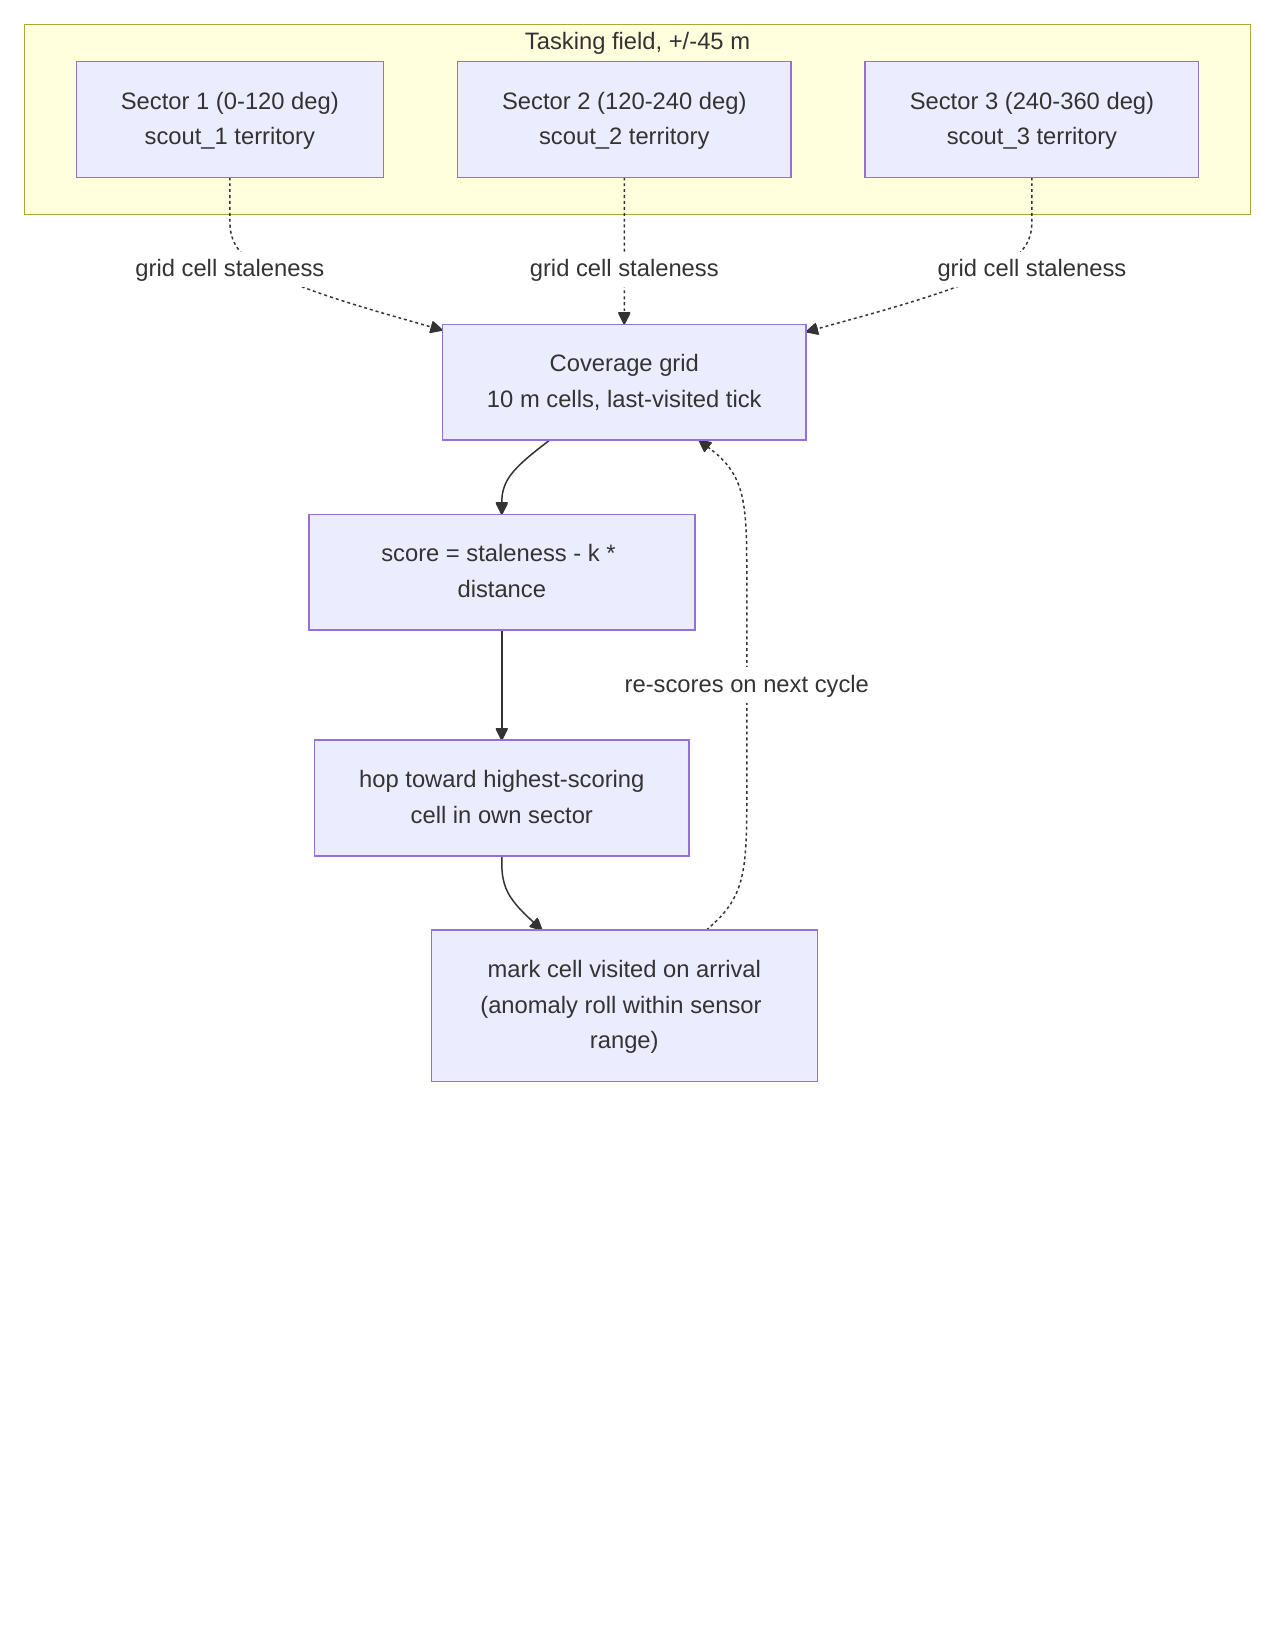 Tasking field, +/-45 m
Sector 1 (0-120 deg)
scout_1 territory
Sector 2 (120-240 deg)
scout_2 territory
Sector 3 (240-360 deg)
scout_3 territory
grid cell staleness
grid cell staleness
grid cell staleness
Coverage grid
10 m cells, last-visited tick
score = staleness - k *
distance
re-scores on next cycle
hop toward highest-scoring
cell in own sector
mark cell visited on arrival
(anomaly roll within sensor
range)